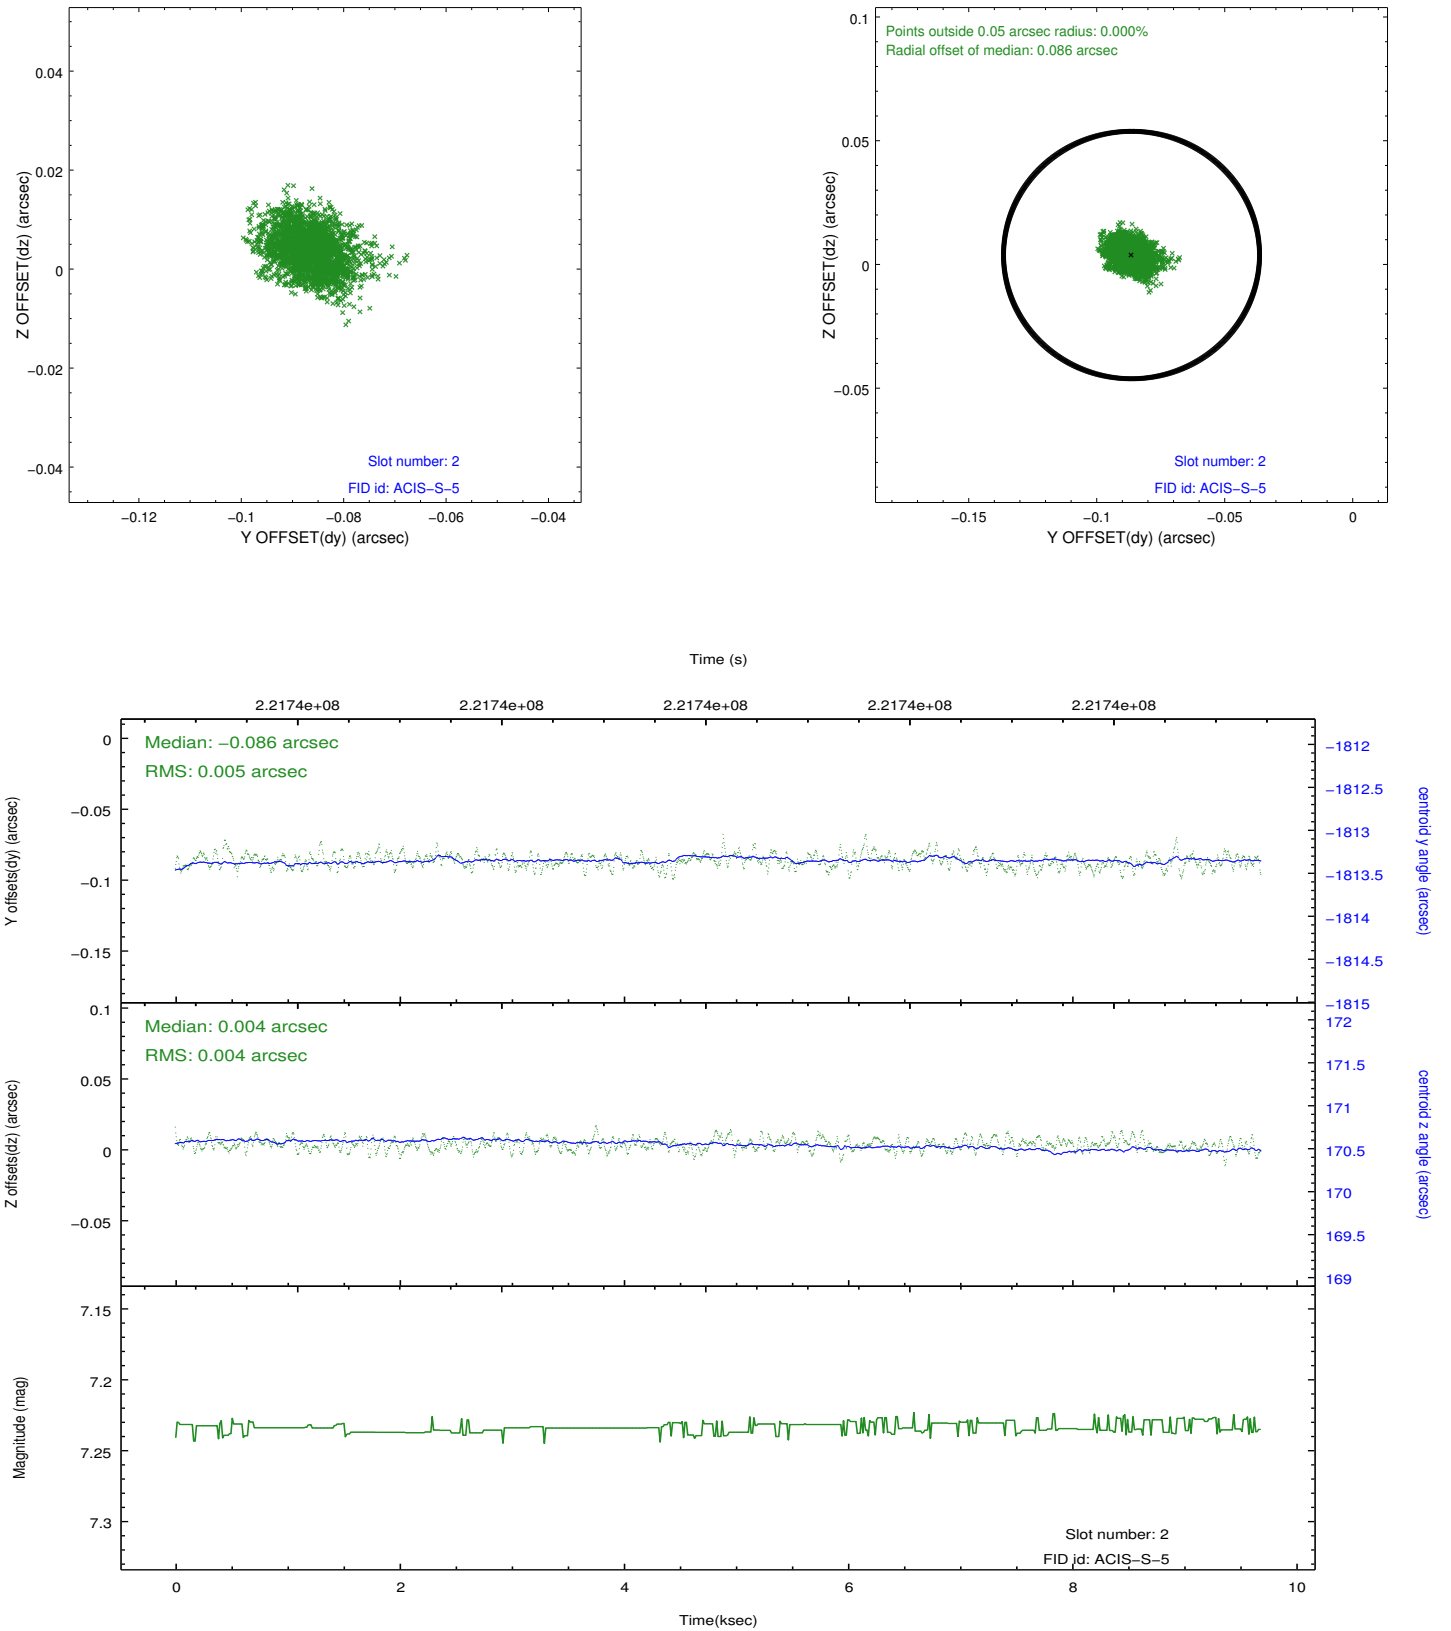 0.04
0.02
0
−0.02
−0.04
Z OFFSET(dz) (arcsec)
Slot number: 2
FID id: ACIS−S−5
−0.12
−0.1
−0.08
−0.06
−0.04
Y OFFSET(dy) (arcsec)
Points outside 0.05 arcsec radius: 0.000%
Radial offset of median: 0.086 arcsec
0.1
0.05
0
−0.05
Z OFFSET(dz) (arcsec)
Slot number: 2
FID id: ACIS−S−5
−0.15
−0.1
−0.05
0
Y OFFSET(dy) (arcsec)
Time (s)
2.2174e+08
2.2174e+08
2.2174e+08
2.2174e+08
2.2174e+08
Median: −0.086 arcsec
RMS: 0.005 arcsec
0
−0.05
−0.1
−0.15
Y offsets(dy) (arcsec)
−1812
−1812.5
−1813
−1813.5
−1814
−1814.5
−1815
centroid y angle (arcsec)
Median: 0.004 arcsec
RMS: 0.004 arcsec
0.1
0.05
0
−0.05
Z offsets(dz) (arcsec)
172
171.5
171
170.5
170
169.5
169
centroid z angle (arcsec)
7.15
7.2
7.25
7.3
Magnitude (mag)
Slot number: 2
FID id: ACIS−S−5
0
2
4
6
8
10
Time(ksec)